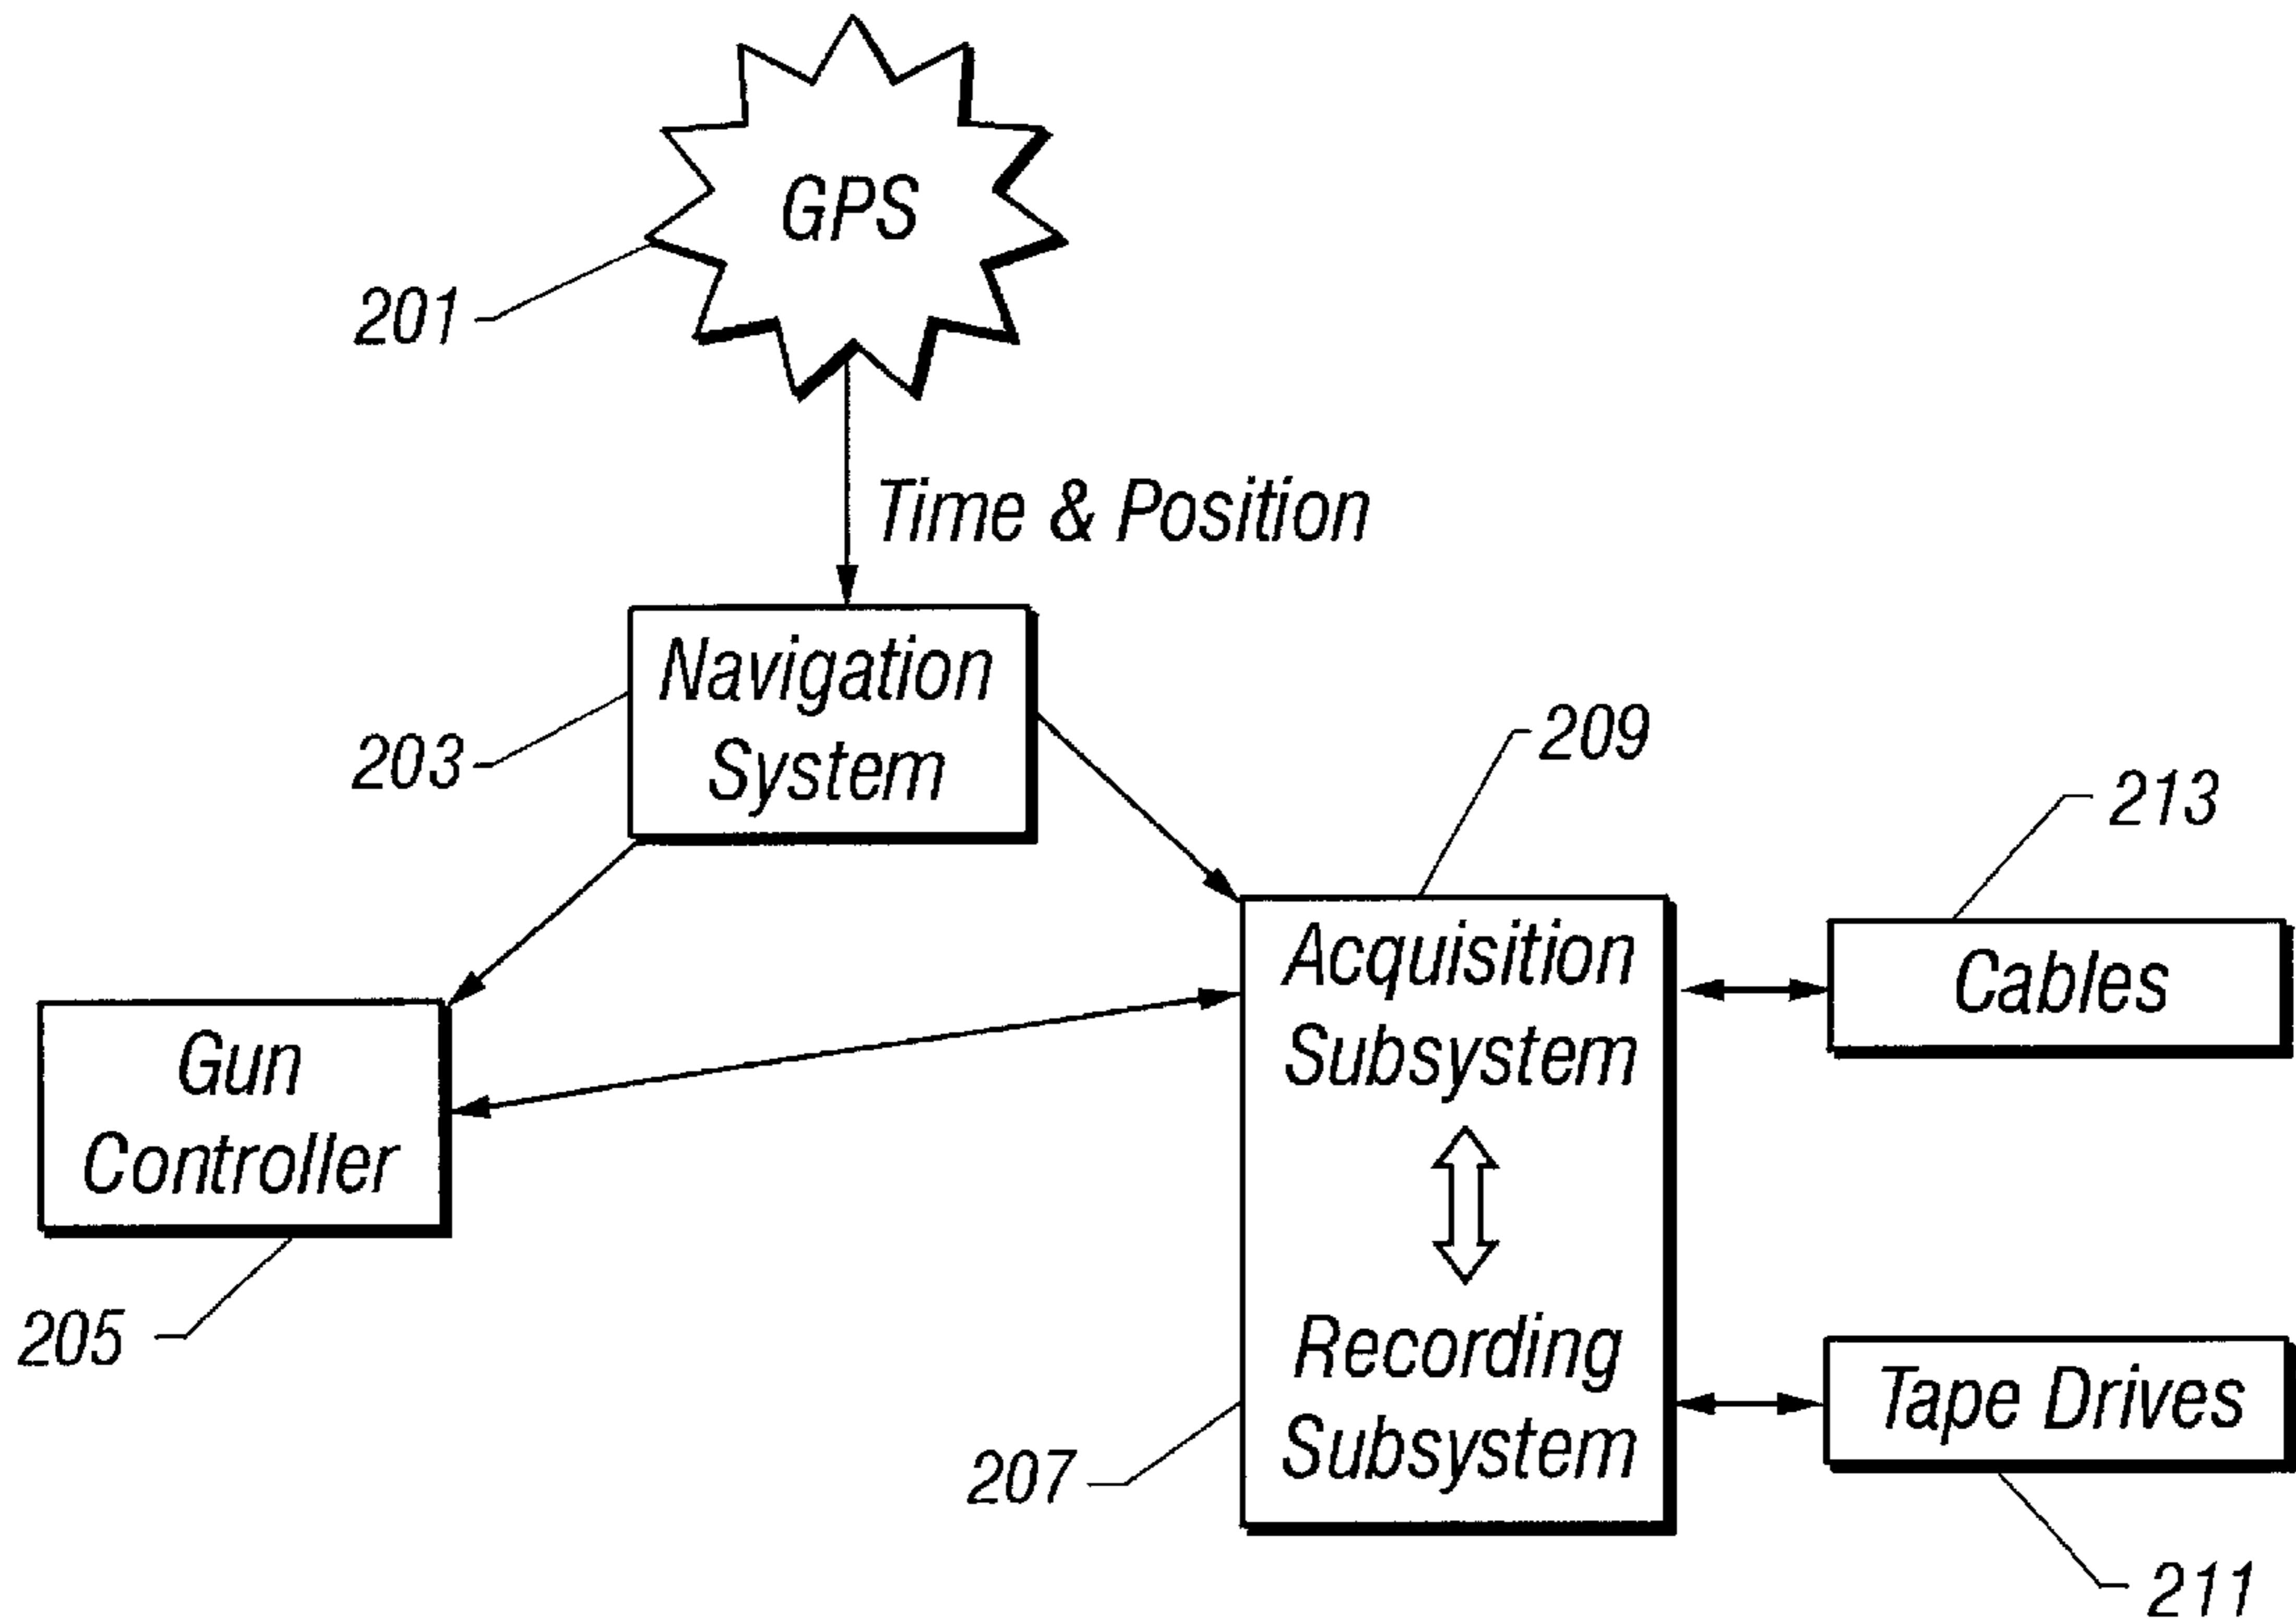 GPS
201
Time & Position
Navigation
System
203
209
213
Acquisition
Subsystem
Cables
Gun
Controller
205
Recording
Subsystem
207
Tape Drives
211